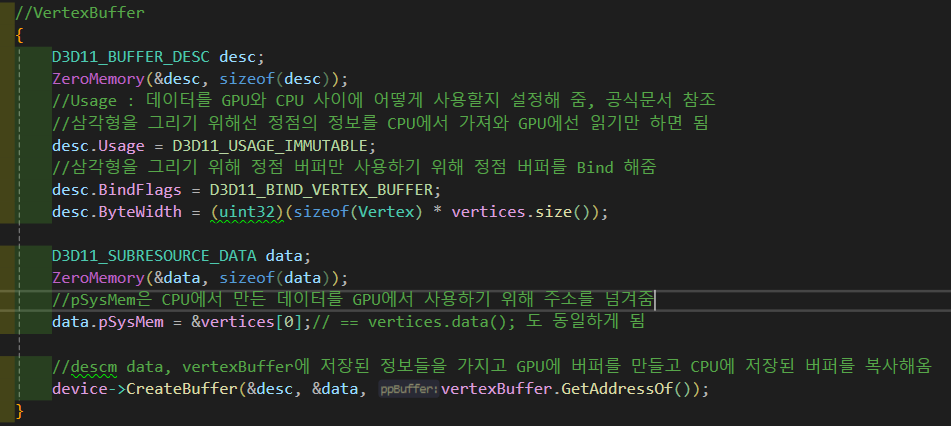 //VertexBuffer
{
D3D11_BUFFER_DESC desc;
ZeroMemory(&desc, sizeof(desc));
//Usage : 데이터를 GPU와 CPU 사이에 어떻게 사용할지 설정해 줌, 공식문서 참조
//삼각형을 그리기 위해선 정점의 정보를 CPU에서 가져와 GPU에선 읽기만 하면 됨
desc.Usage = D3D11_USAGE_IMMUTABLE;
//삼각형을 그리기 위해 정점 버퍼만 사용하기 위해 정점 버퍼를 Bind 해줌
desc.BindFlags = D3D11_BIND_VERTEX_BUFFER;
desc.ByteWidth = (uint32)(sizeof(Vertex) * vertices.size());
D3D11_SUBRESOURCE_DATA data;
ZeroMemory(&data, sizeof(data));
//pSysMem은 CPU에서 만든 데이터를 GPU에서 사용하기 위해 주소를 넘겨줌
data.pSysMem = &vertices[0];// == vertices.data(); 도 동일하게 됨
//descm data, vertexBuffer에 저장된 정보들을 가지고 GPU에 버퍼를 만들고 CPU에 저장된 버퍼를 복사해옴
device->CreateBuffer(&desc, &data, ppBuffer:vertexBuffer.GetAddressOf());
}